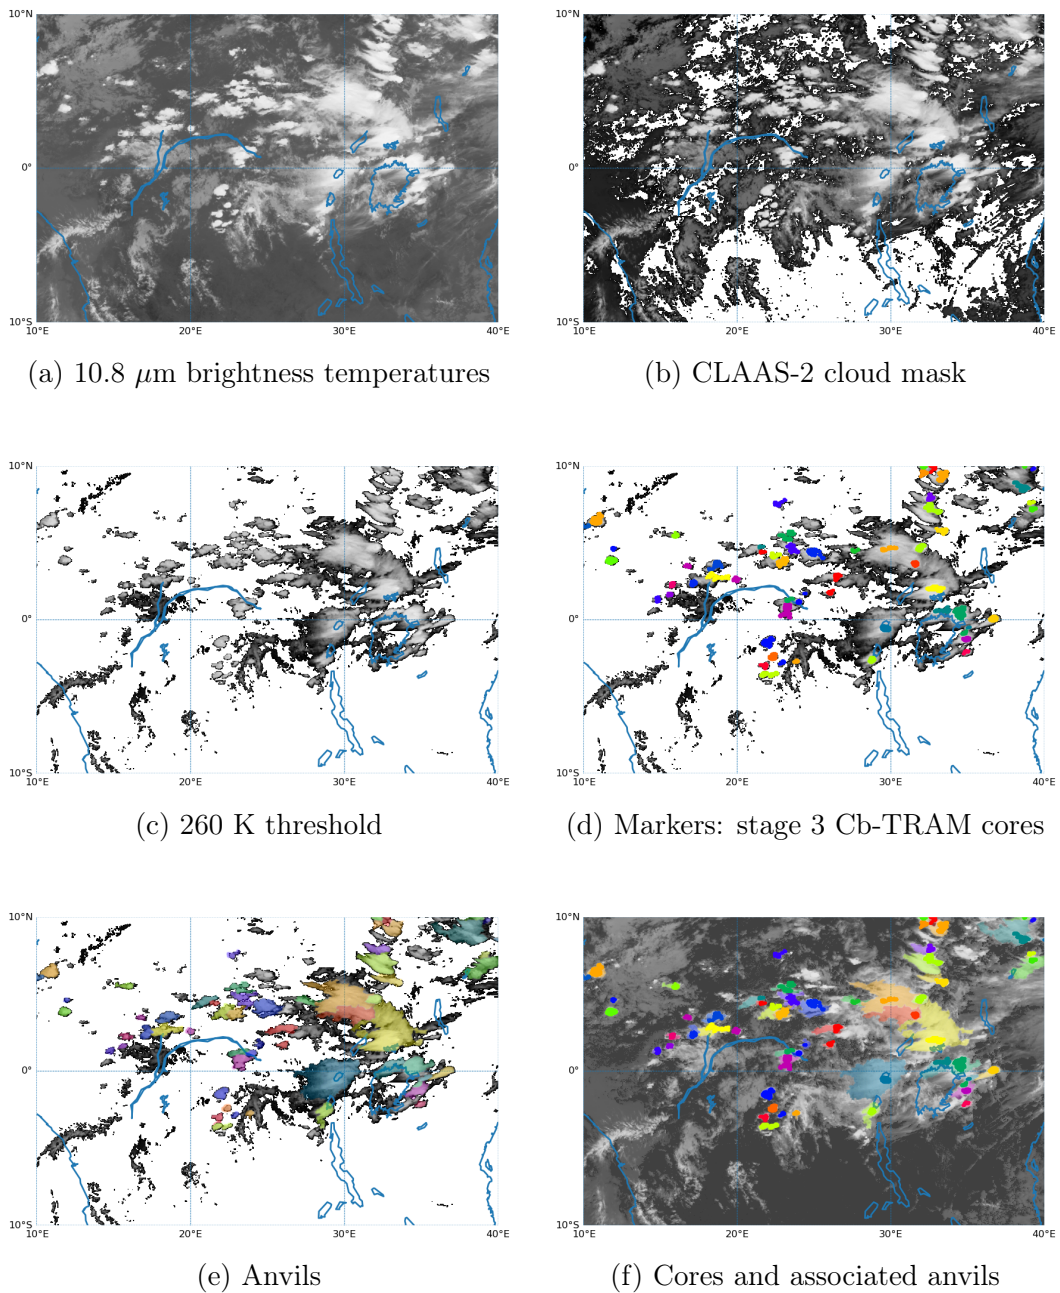 10°N 10°N
0° 0°
10°S 10°S
10°E 20°E 30°E 40°E 10°E 20°E 30°E 40°E
(a) 10.8 μm brightness temperatures (b) CLAAS-2 cloud mask
10°N 10°N
0° 0°
10°S 10°S
10°E 20°E 30°E 40°E 10°E 20°E 30°E 40°E
(c) 260 K threshold (d) Markers: stage 3 Cb-TRAM cores
10°N 10°N
0° 0°
10°S 10°S
10°E 20°E 30°E 40°E 10°E 20°E 30°E 40°E
(e) Anvils (f) Cores and associated anvils